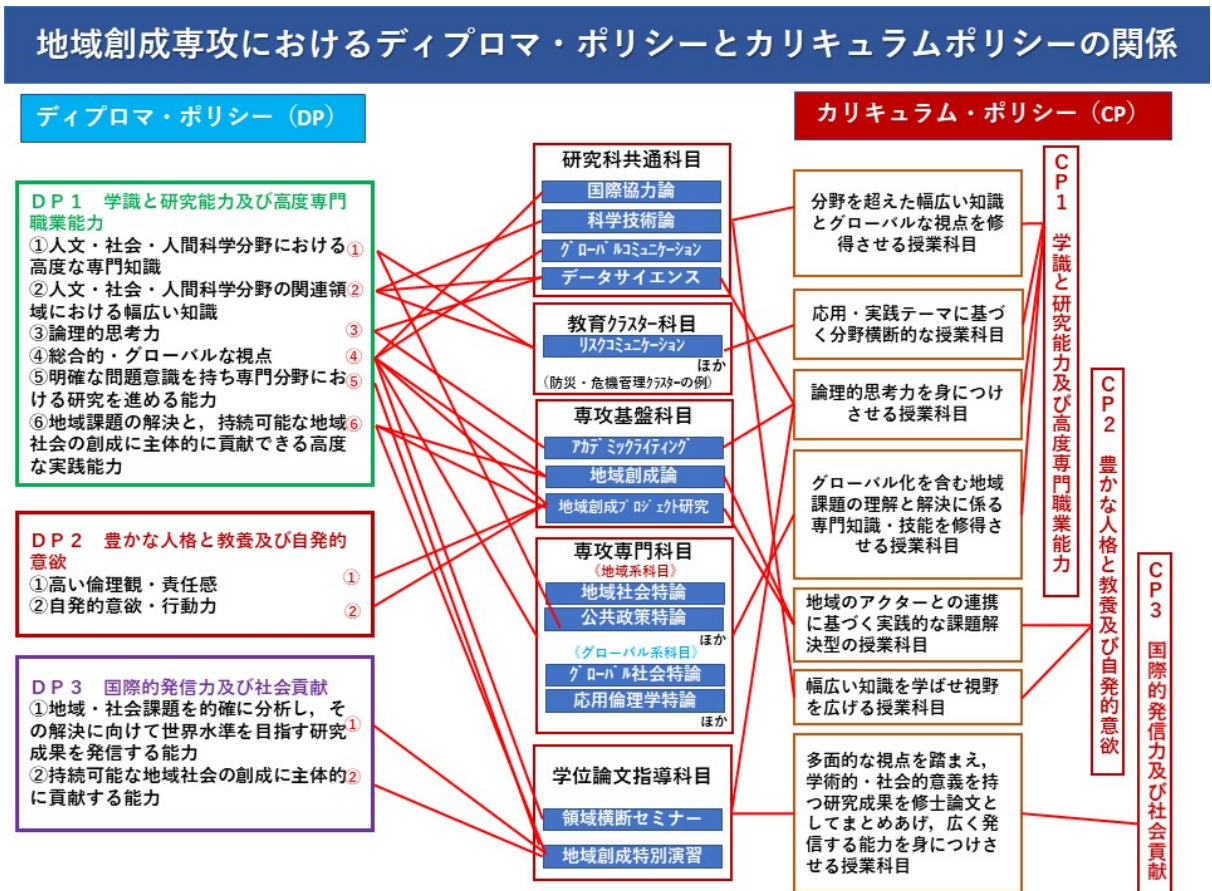 地域創成専攻におけるディプロマ・ポリシーとカリキュラムポリシーの関係
ディプロマ・ポリシー（DP）
ＤＰ１　学識と研究能力及び高度専門
職業能力
①人文・社会・人間科学分野における
高度な専門知識
②人文・社会・人間科学分野の関連領
域における幅広い知識
③論理的思考力
④総合的・グローバルな視点
⑤明確な問題意識を持ち専門分野にお
ける研究を進める能力
⑥地域課題の解決と，持続可能な地域
社会の創成に主体的に貢献できる高度
な実践能力
①
②
③
④
⑤
⑥
ＤＰ２　豊かな人格と教養及び自発的
意欲
①高い倫理観・責任感
②自発的意欲・行動力
①
②
ＤＰ３　国際的発信力及び社会貢献
①地域・社会課題を的確に分析し，そ
の解決に向けて世界水準を目指す研究
成果を発信する能力
②持続可能な地域社会の創成に主体的
に貢献する能力
①
②
研究科共通科目
国際協力論
科学技術論
グローバルコミュニケーション
データサイエンス
教育クラスター科目
リスクコミュニケーション
ほか
（防災・危機管理クラスターの例）
専攻基盤科目
アカデミックライティング
地域創成論
地域創成プロジェクト研究
専攻専門科目
《地域系科目》
地域社会特論
公共政策特論
ほか
《グローバル系科目》
グローバル社会特論
応用倫理学特論
ほか
学位論文指導科目
領域横断セミナー
地域創成特別演習
カリキュラム・ポリシー（CP）
分野を超えた幅広い知識
とグローバルな視点を修
得させる授業科目
応用・実践テーマに基づ
く分野横断的な授業科目
論理的思考力を身につけ
させる授業科目
グローバル化を含む地域
課題の理解と解決に係る
専門知識・技能を修得さ
せる授業科目
地域のアクターとの連携
に基づく実践的な課題解
決型の授業科目
幅広い知識を学ばせ視野
を広げる授業科目
多面的な視点を踏まえ，
学術的・社会的意義を持
つ研究成果を修士論文と
してまとめあげ，広く発
信する能力を身につけさ
せる授業科目
ＣＰ１　学識と研究能力及び高度専門職業能力
ＣＰ２　豊かな人格と教養及び自発的意欲
ＣＰ３　国際的発信力及び社会貢献